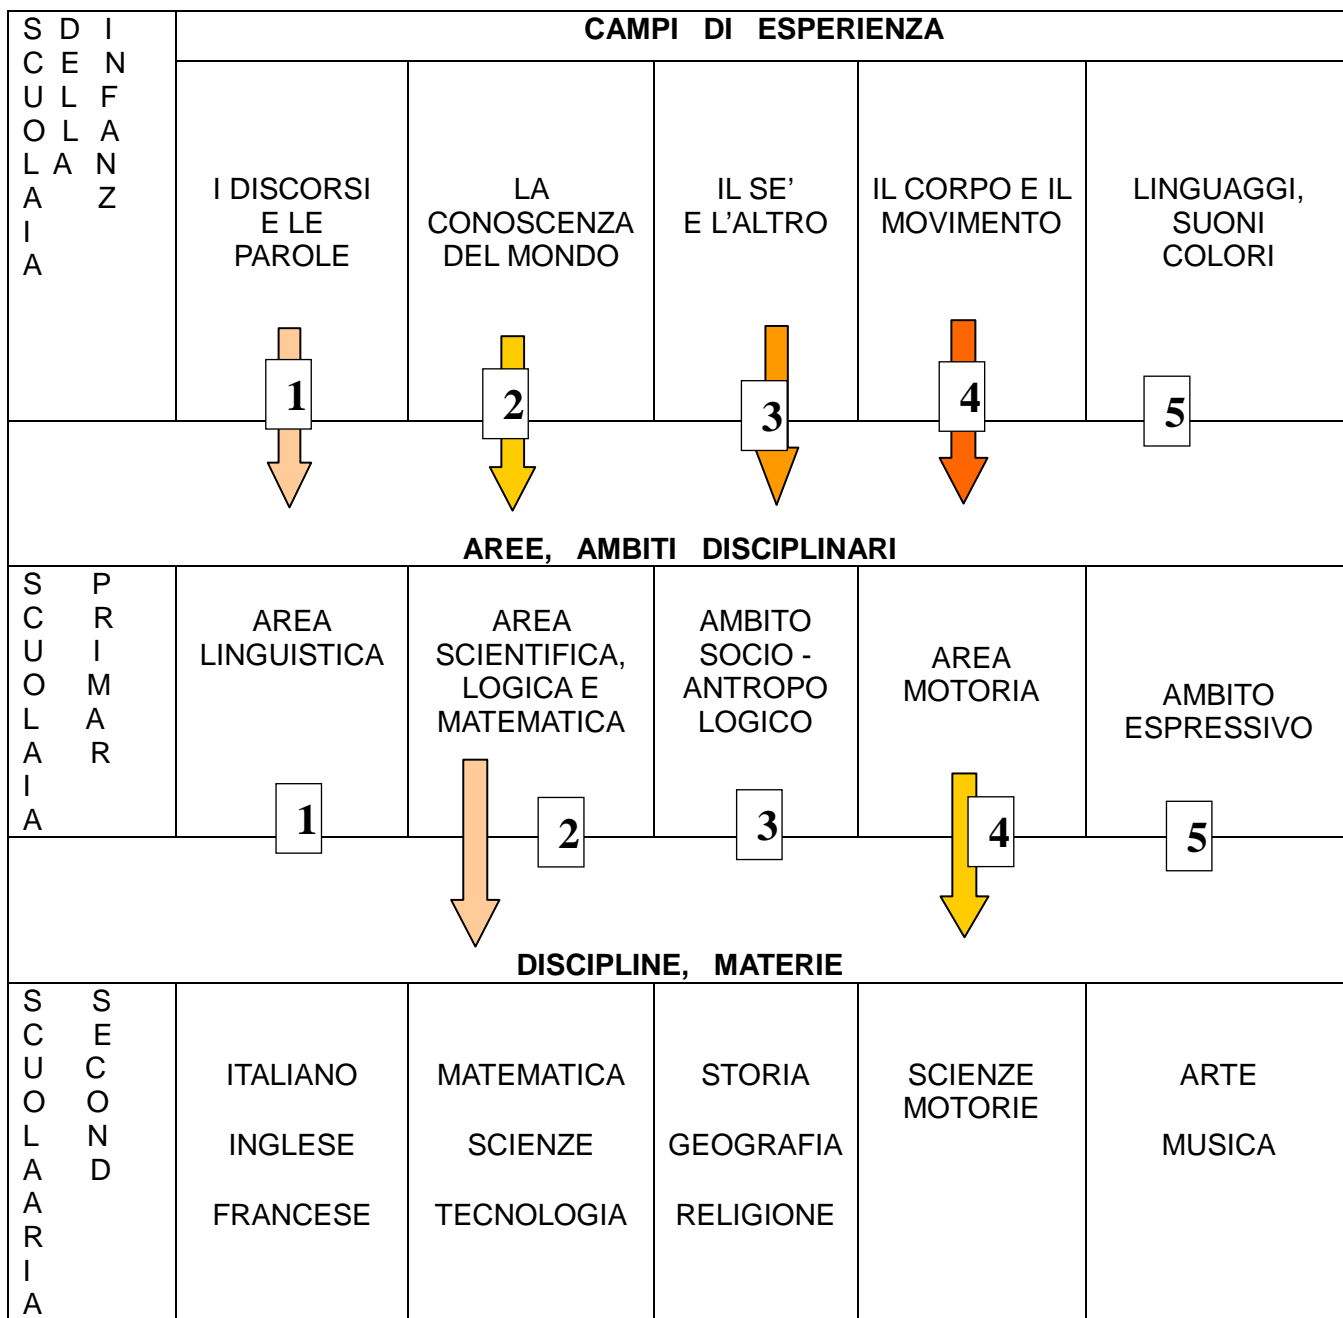 S D I
C E N
U L F
O L A
L A N
A Z
I
A
CAMPI DI ESPERIENZA
I DISCORSI
E LE
PAROLE
LA
CONOSCENZA
DEL MONDO
IL SE’
E L’ALTRO
IL CORPO E IL
MOVIMENTO
LINGUAGGI,
SUONI
COLORI
1
2
3
4
5
AREE, AMBITI DISCIPLINARI
S P
C R
U I
O M
L A
A R
I
A
AREA
LINGUISTICA
AREA
SCIENTIFICA,
LOGICA E
MATEMATICA
AMBITO
SOCIO -
ANTROPO
LOGICO
AREA
MOTORIA
AMBITO
ESPRESSIVO
1
2
3
4
5
DISCIPLINE, MATERIE
S S
C E
U C
O O
L N
A D
A
R
I
A
ITALIANO
INGLESE
FRANCESE
MATEMATICA
SCIENZE
TECNOLOGIA
STORIA
GEOGRAFIA
RELIGIONE
SCIENZE
MOTORIE
ARTE
MUSICA